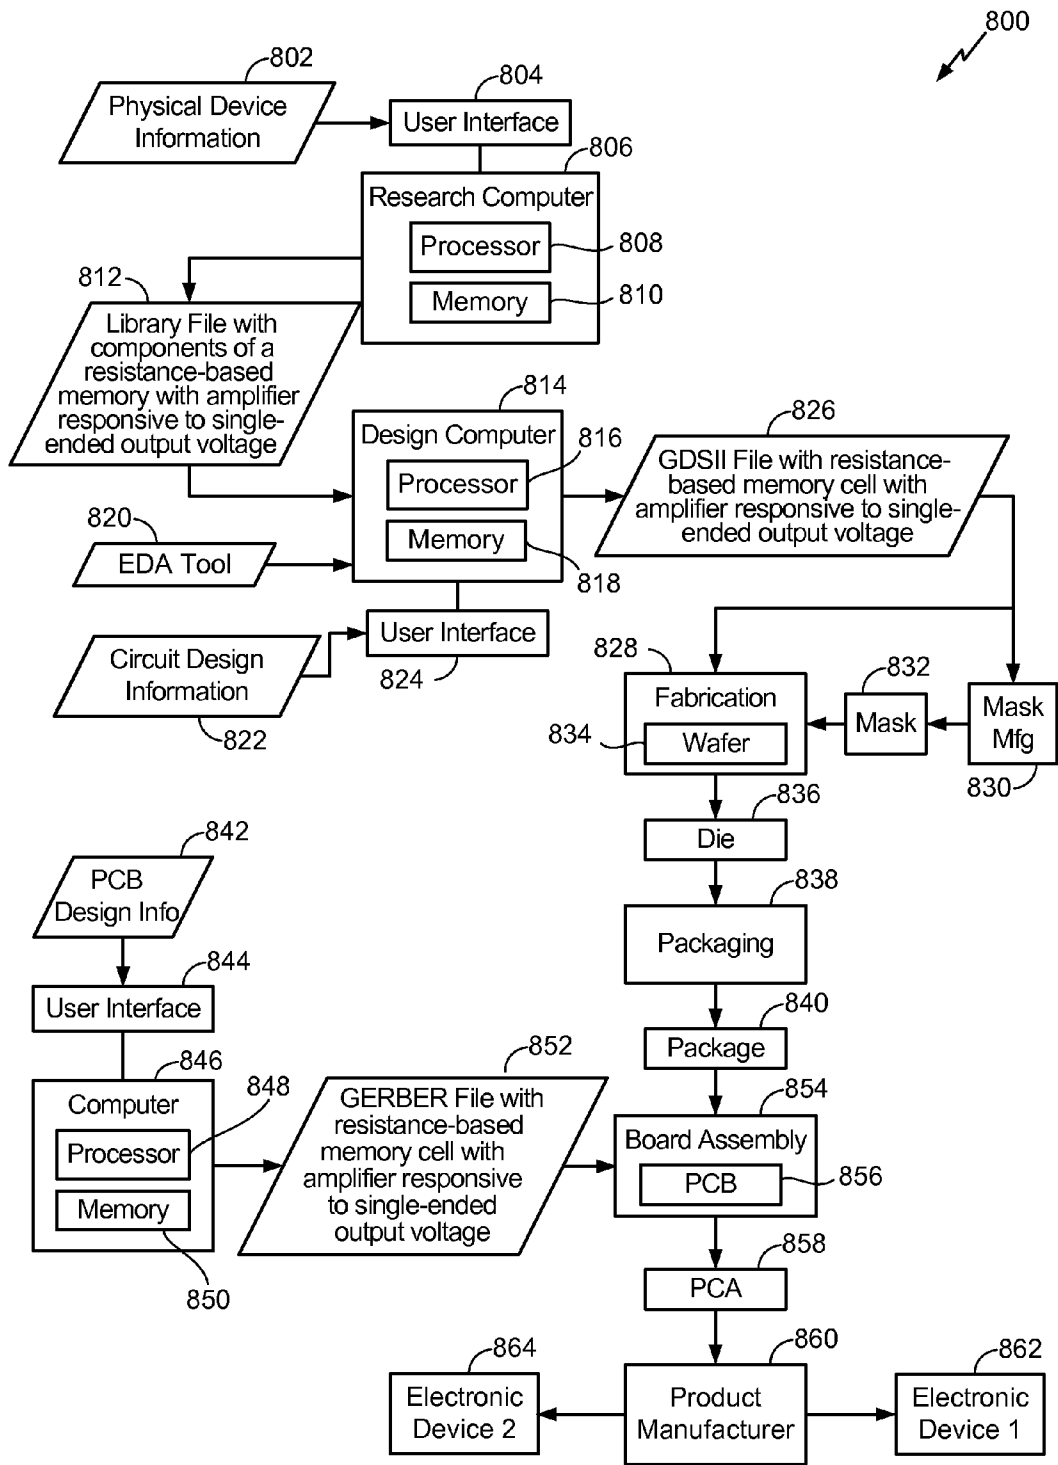 800
802
Physical Device
Information
804
User Interface
806
Research Computer
Processor
808
Memory
810
812
Library File with
components of a
resistance-based
memory with amplifier
responsive to single-
ended output voltage
814
Design Computer
816
Processor
Memory
818
820
EDA Tool
826
GDSII File with resistance-
based memory cell with
amplifier responsive to single-
ended output voltage
User Interface
824
Circuit Design
Information
822
828
Fabrication
834
Wafer
832
Mask
Mask
Mfg
830
836
Die
838
Packaging
840
Package
842
PCB
Design Info
844
User Interface
846
Computer
848
Processor
Memory
850
852
GERBER File with
resistance-based
memory cell with
amplifier responsive
to single-ended
output voltage
854
Board Assembly
PCB
856
858
PCA
860
Product
Manufacturer
864
Electronic
Device 2
862
Electronic
Device 1